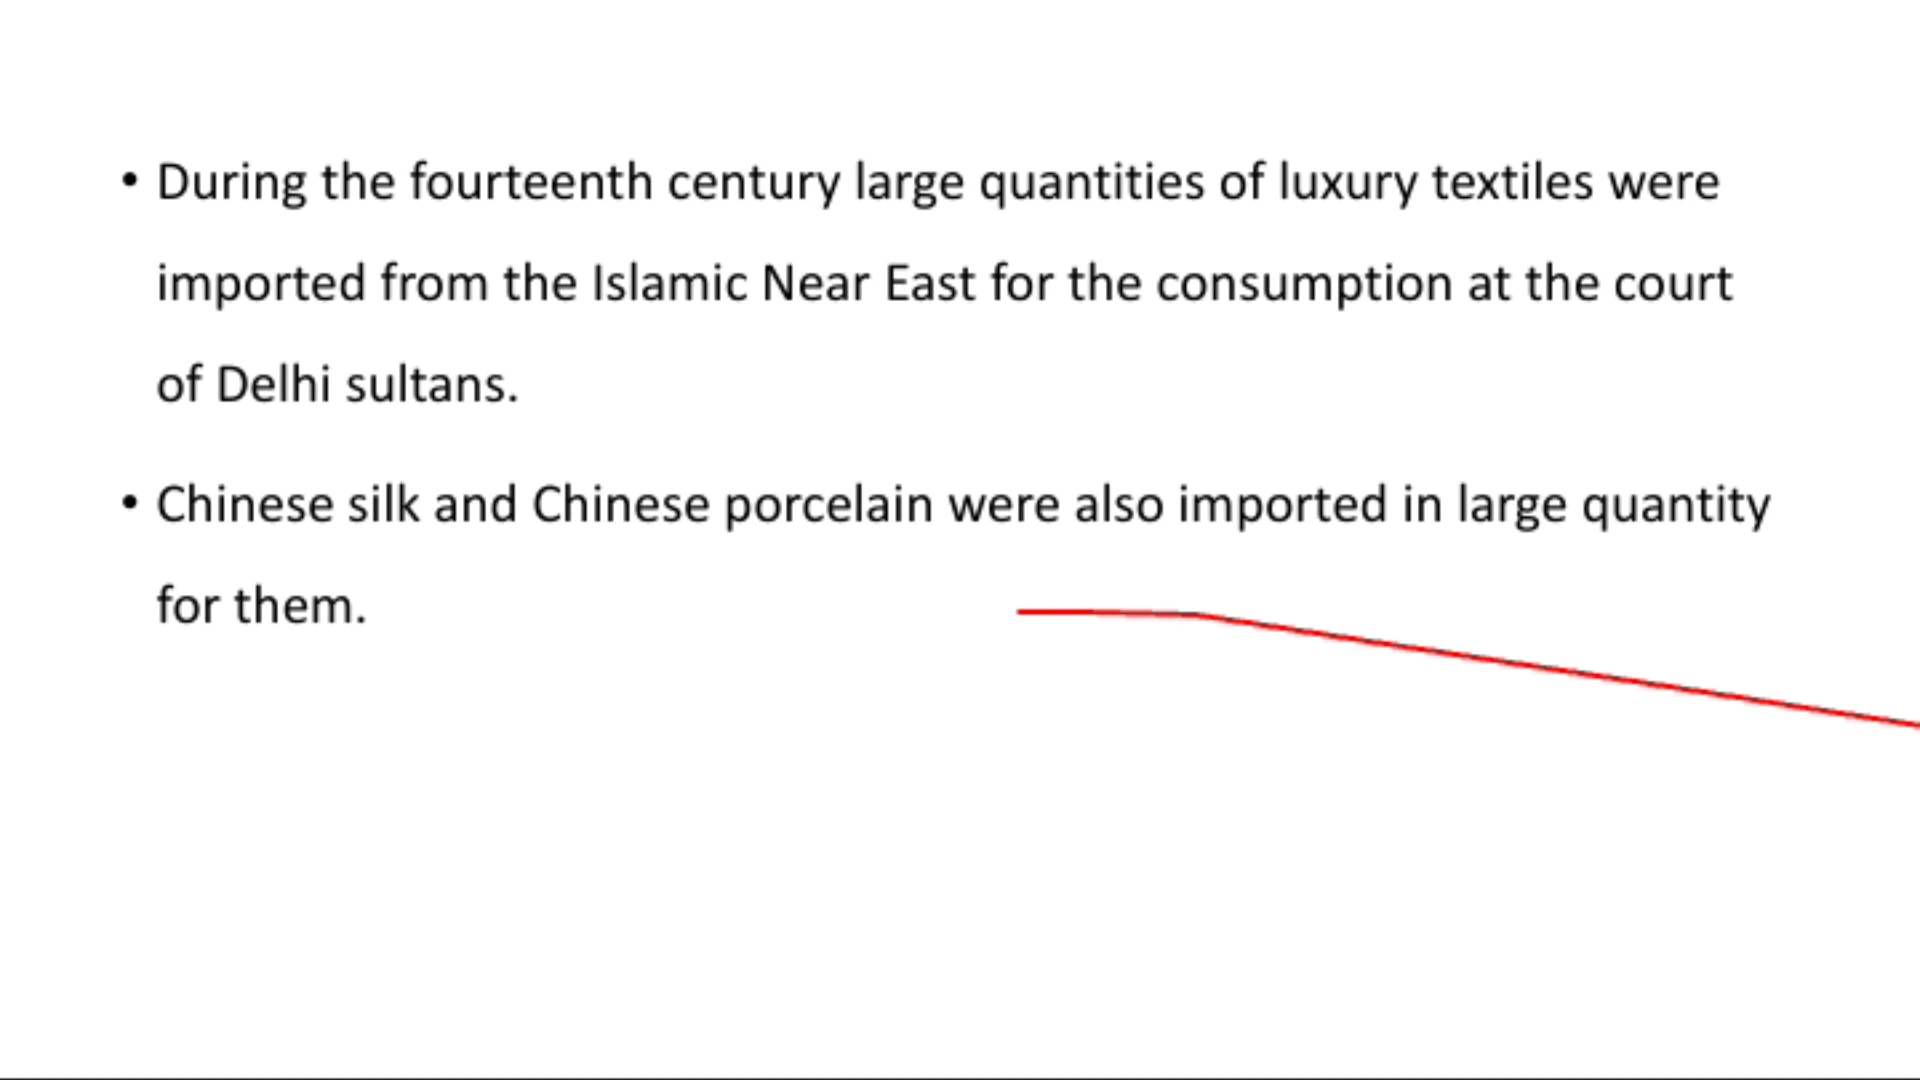 • During the fourteenth century large quantities of luxury textiles were
imported from the Islamic Near East for the consumption at the court
of Delhi sultans.
• Chinese silk and Chinese porcelain were also imported in large quantity
for them.